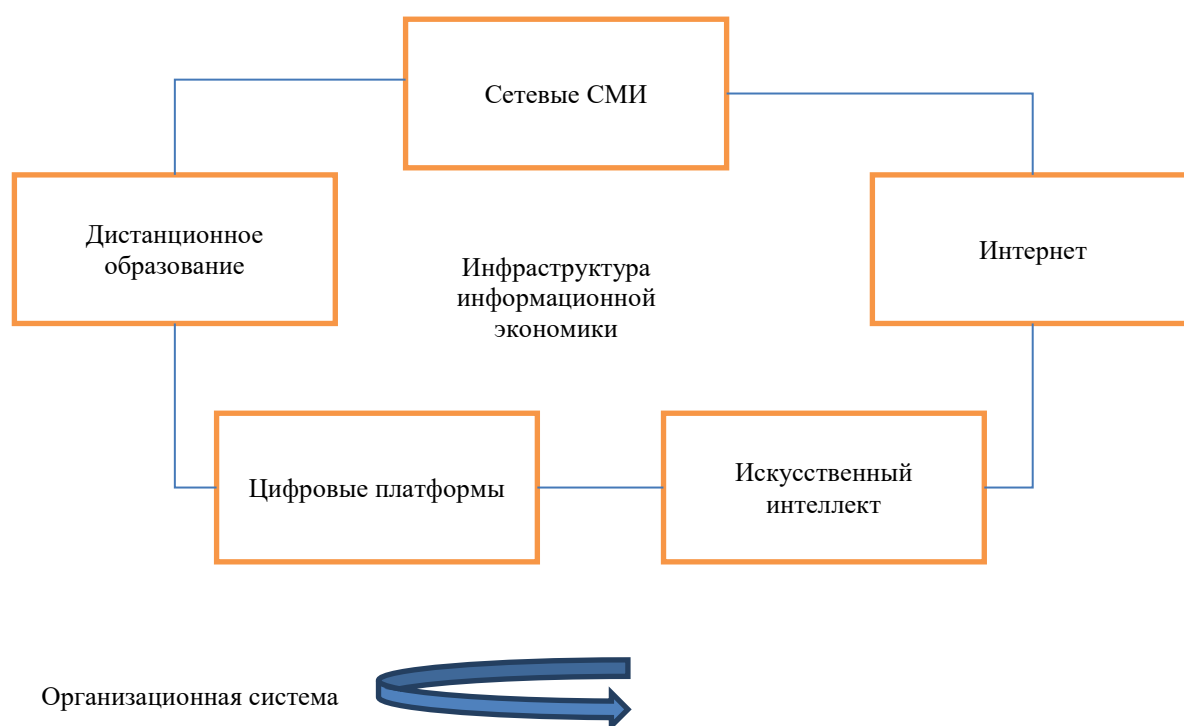 Сетевые СМИ
Дистанционное
образование
Интернет
Инфраструктура
информационной
экономики
Цифровые платформы
Искусственный
интеллект
Организационная система